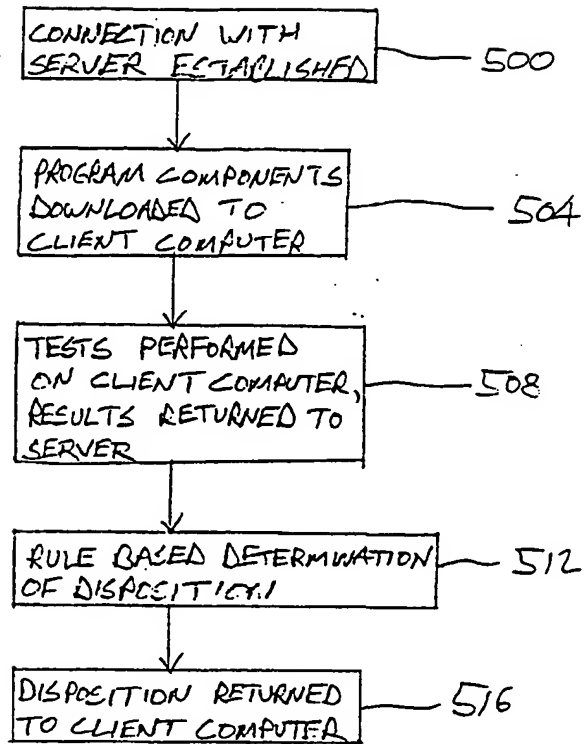 CONNECTION WITH
SERVER ESTABLISHED
500
PROGRAM COMPONENTS
DOWNLOADED TO
CLIENT COMPUTER
504
TESTS PERFORMED
ON CLIENT COMPUTER,
RESULTS RETURNED TO
SERVER
508
RULE BASED DETERMINATION
OF DISPOSITION
512
DISPOSITION RETURNED
TO CLIENT COMPUTER
516